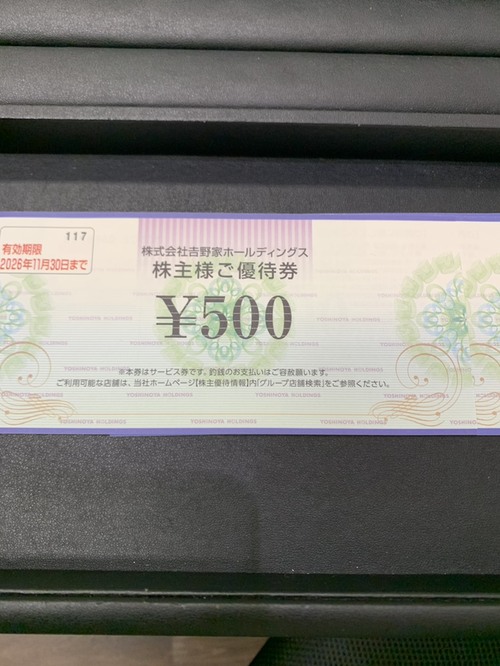 117
有効期限
2026年11月30日まで
株式会社𠮷野家ホールディングス
株主様ご優待券
¥500
※本券はサービス券です。釣銭のお支払いはご容赦願います。
ご利用可能な店舗は、当社ホームページ【株主優待情報】内「グループ店舗検索」をご参照ください。
YOSHINOYA HOLDINGS